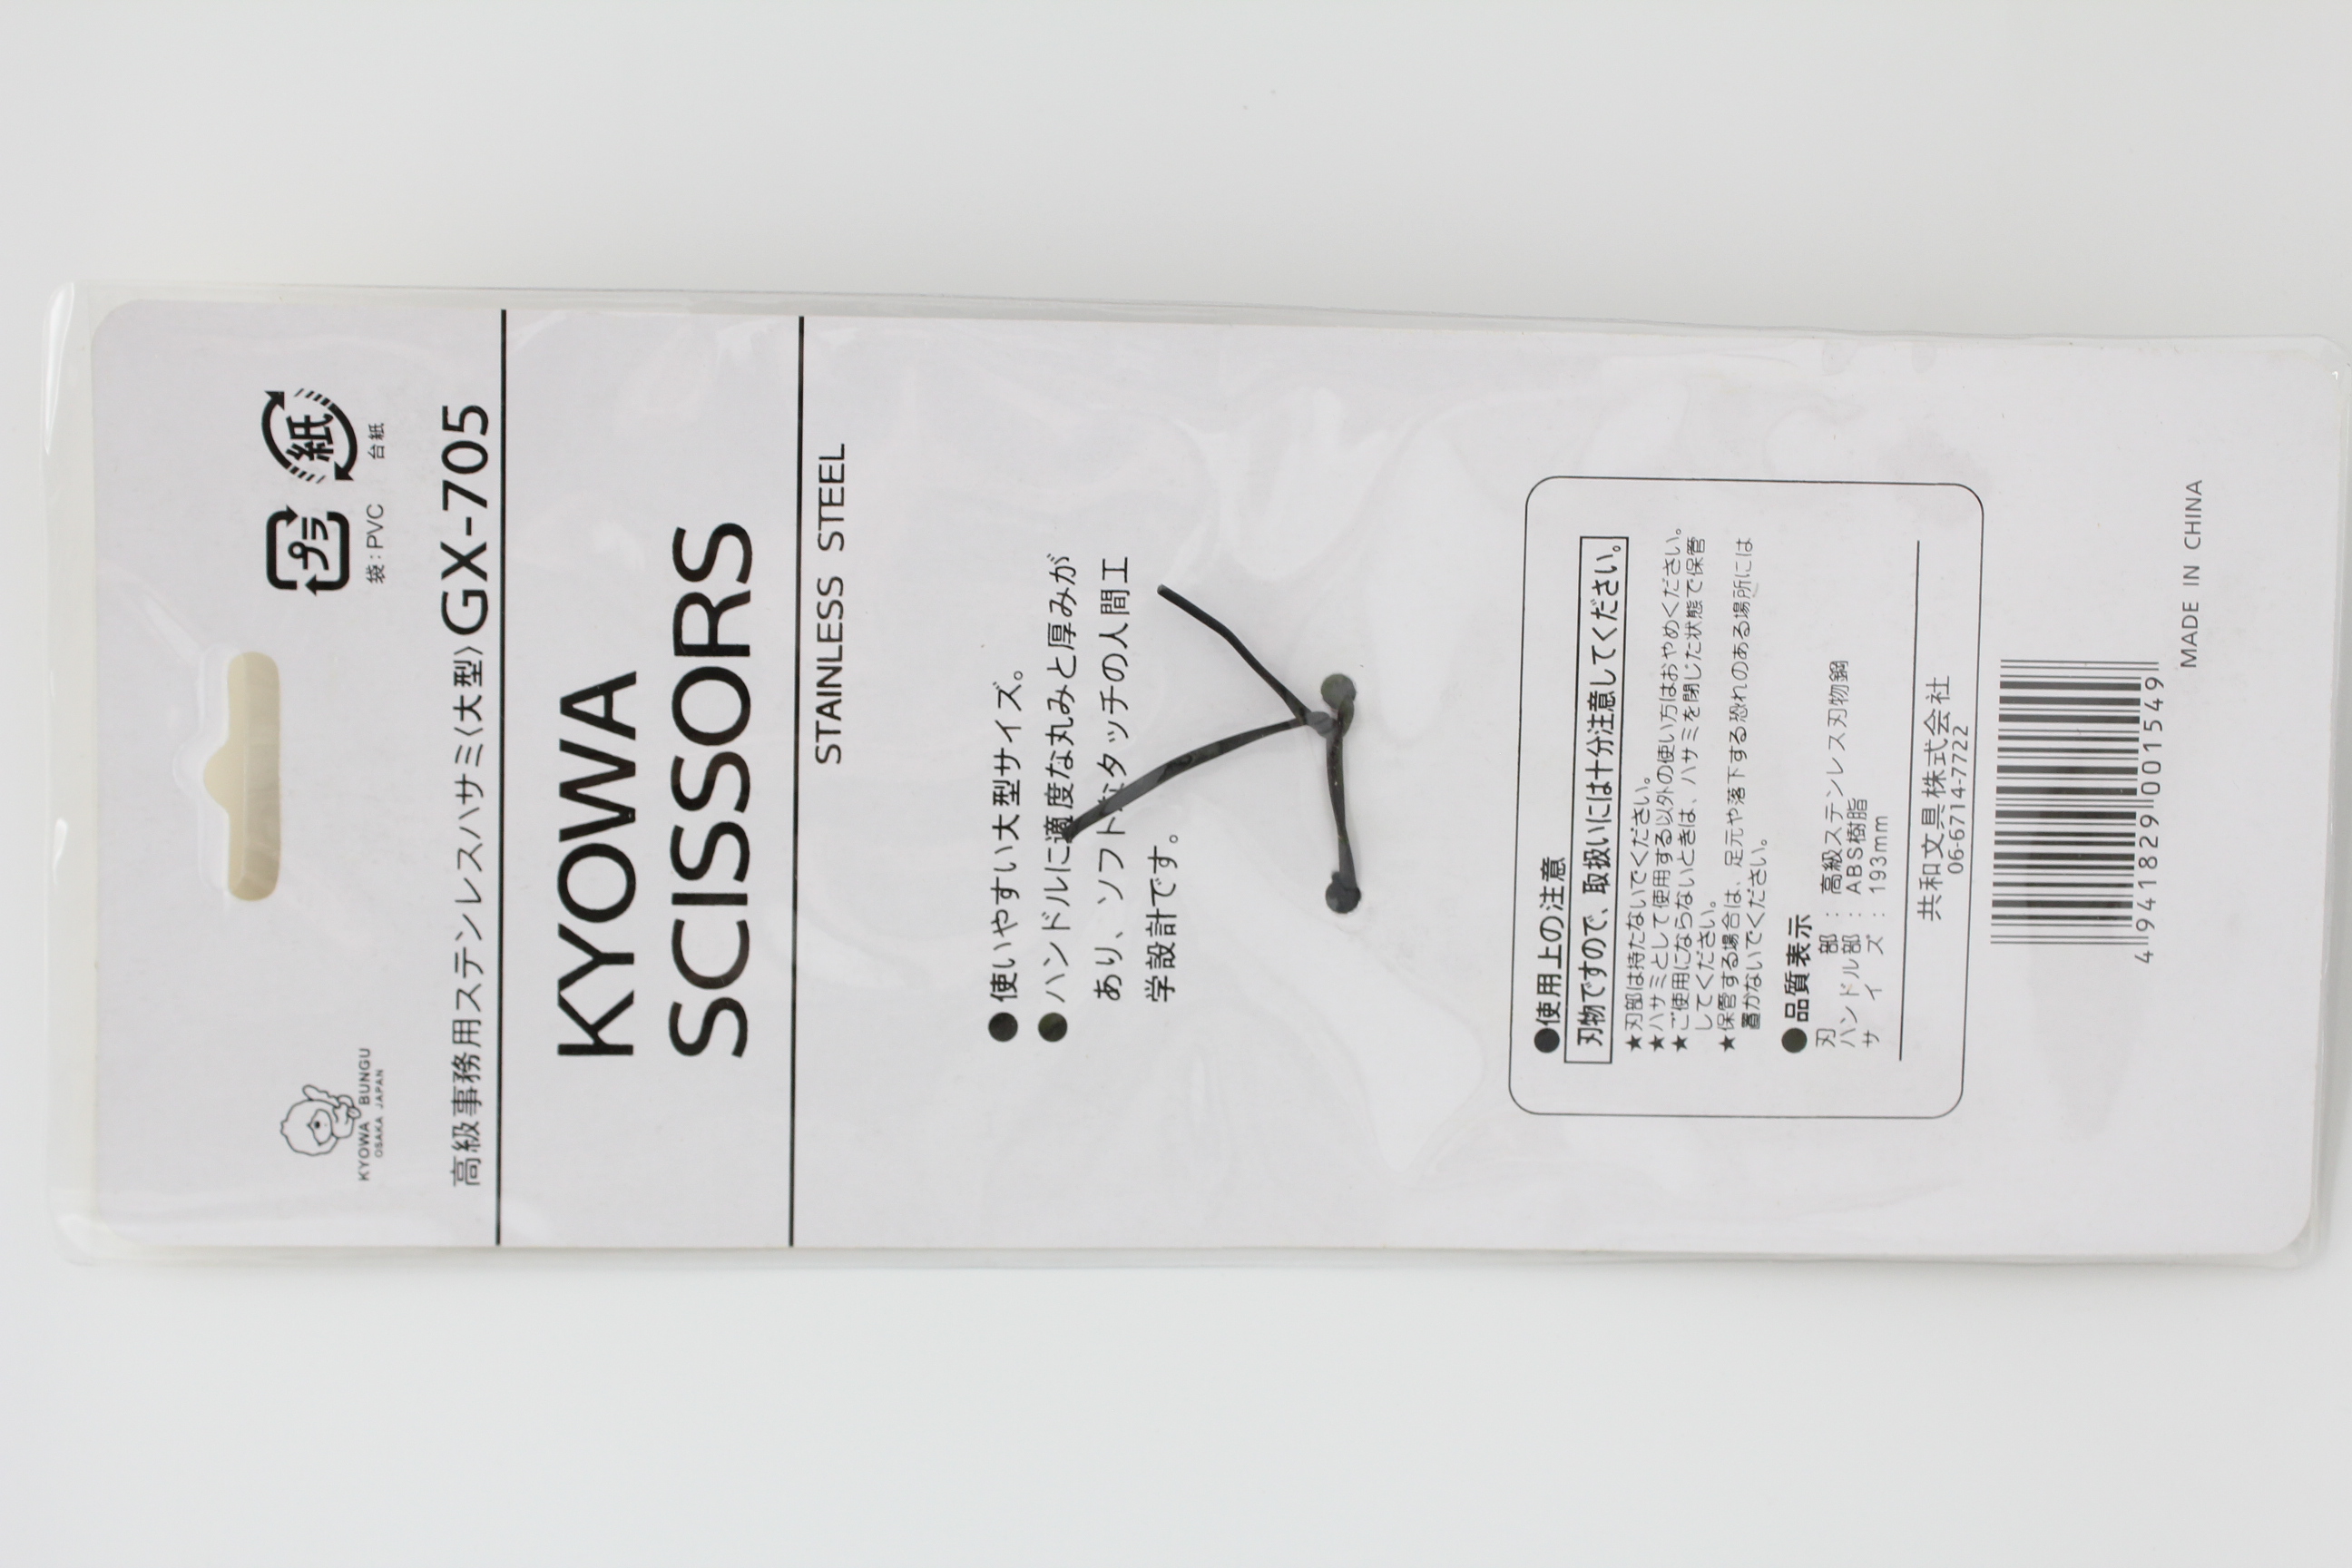 プラ
紙
袋：PVC
台紙
KYOWA BUNGU
OSAKA JAPAN
高級事務用ステンレスハサミ〈大型〉GX-705
KYOWA
SCISSORS
STAINLESS STEEL
●使いやすい大型サイズ。
●ハンドルに適度な丸みと厚みが
あり、ソフトなタッチの人間工
学設計です。
●使用上の注意
刃物ですので、取扱いには十分注意してください。
★刃部は持たないでください。
★ハサミとして使用する以外の使い方はおやめください。
★ご使用にならないときは、ハサミを閉じた状態で保管
してください。
★保管する場合は、足元や落下する恐れのある場所には
置かないでください。
●品質表示
刃部：高級ステンレス刃物鋼
ハンドル部：ABS樹脂
サイズ：193mm
共和文具株式会社
06-6714-7722
4941829001549
MADE IN CHINA